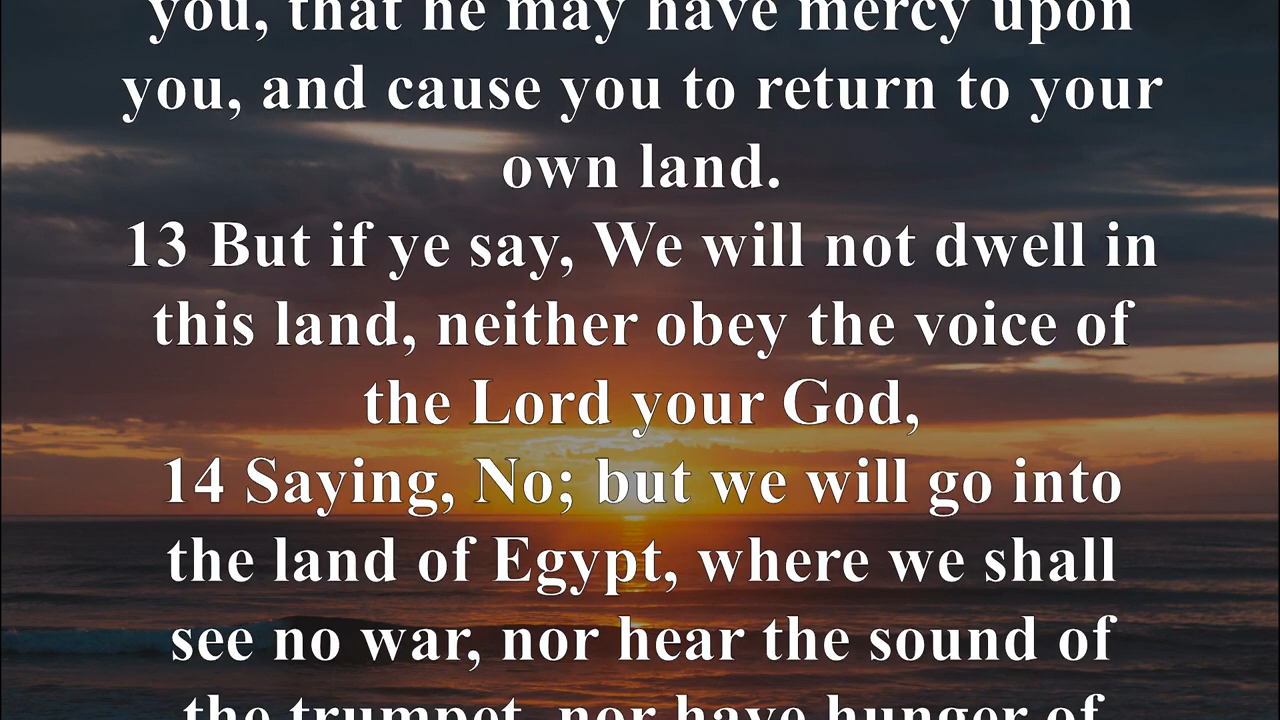 you, that he may have mercy upon
you, and cause you to return to your
own land.
13 But if ye say, We will not dwell in
this land, neither obey the voice of
the Lord your God,
14 Saying, No; but we will go into
the land of Egypt, where we shall
see no war, nor hear the sound of
the trumpet, nor have hunger of